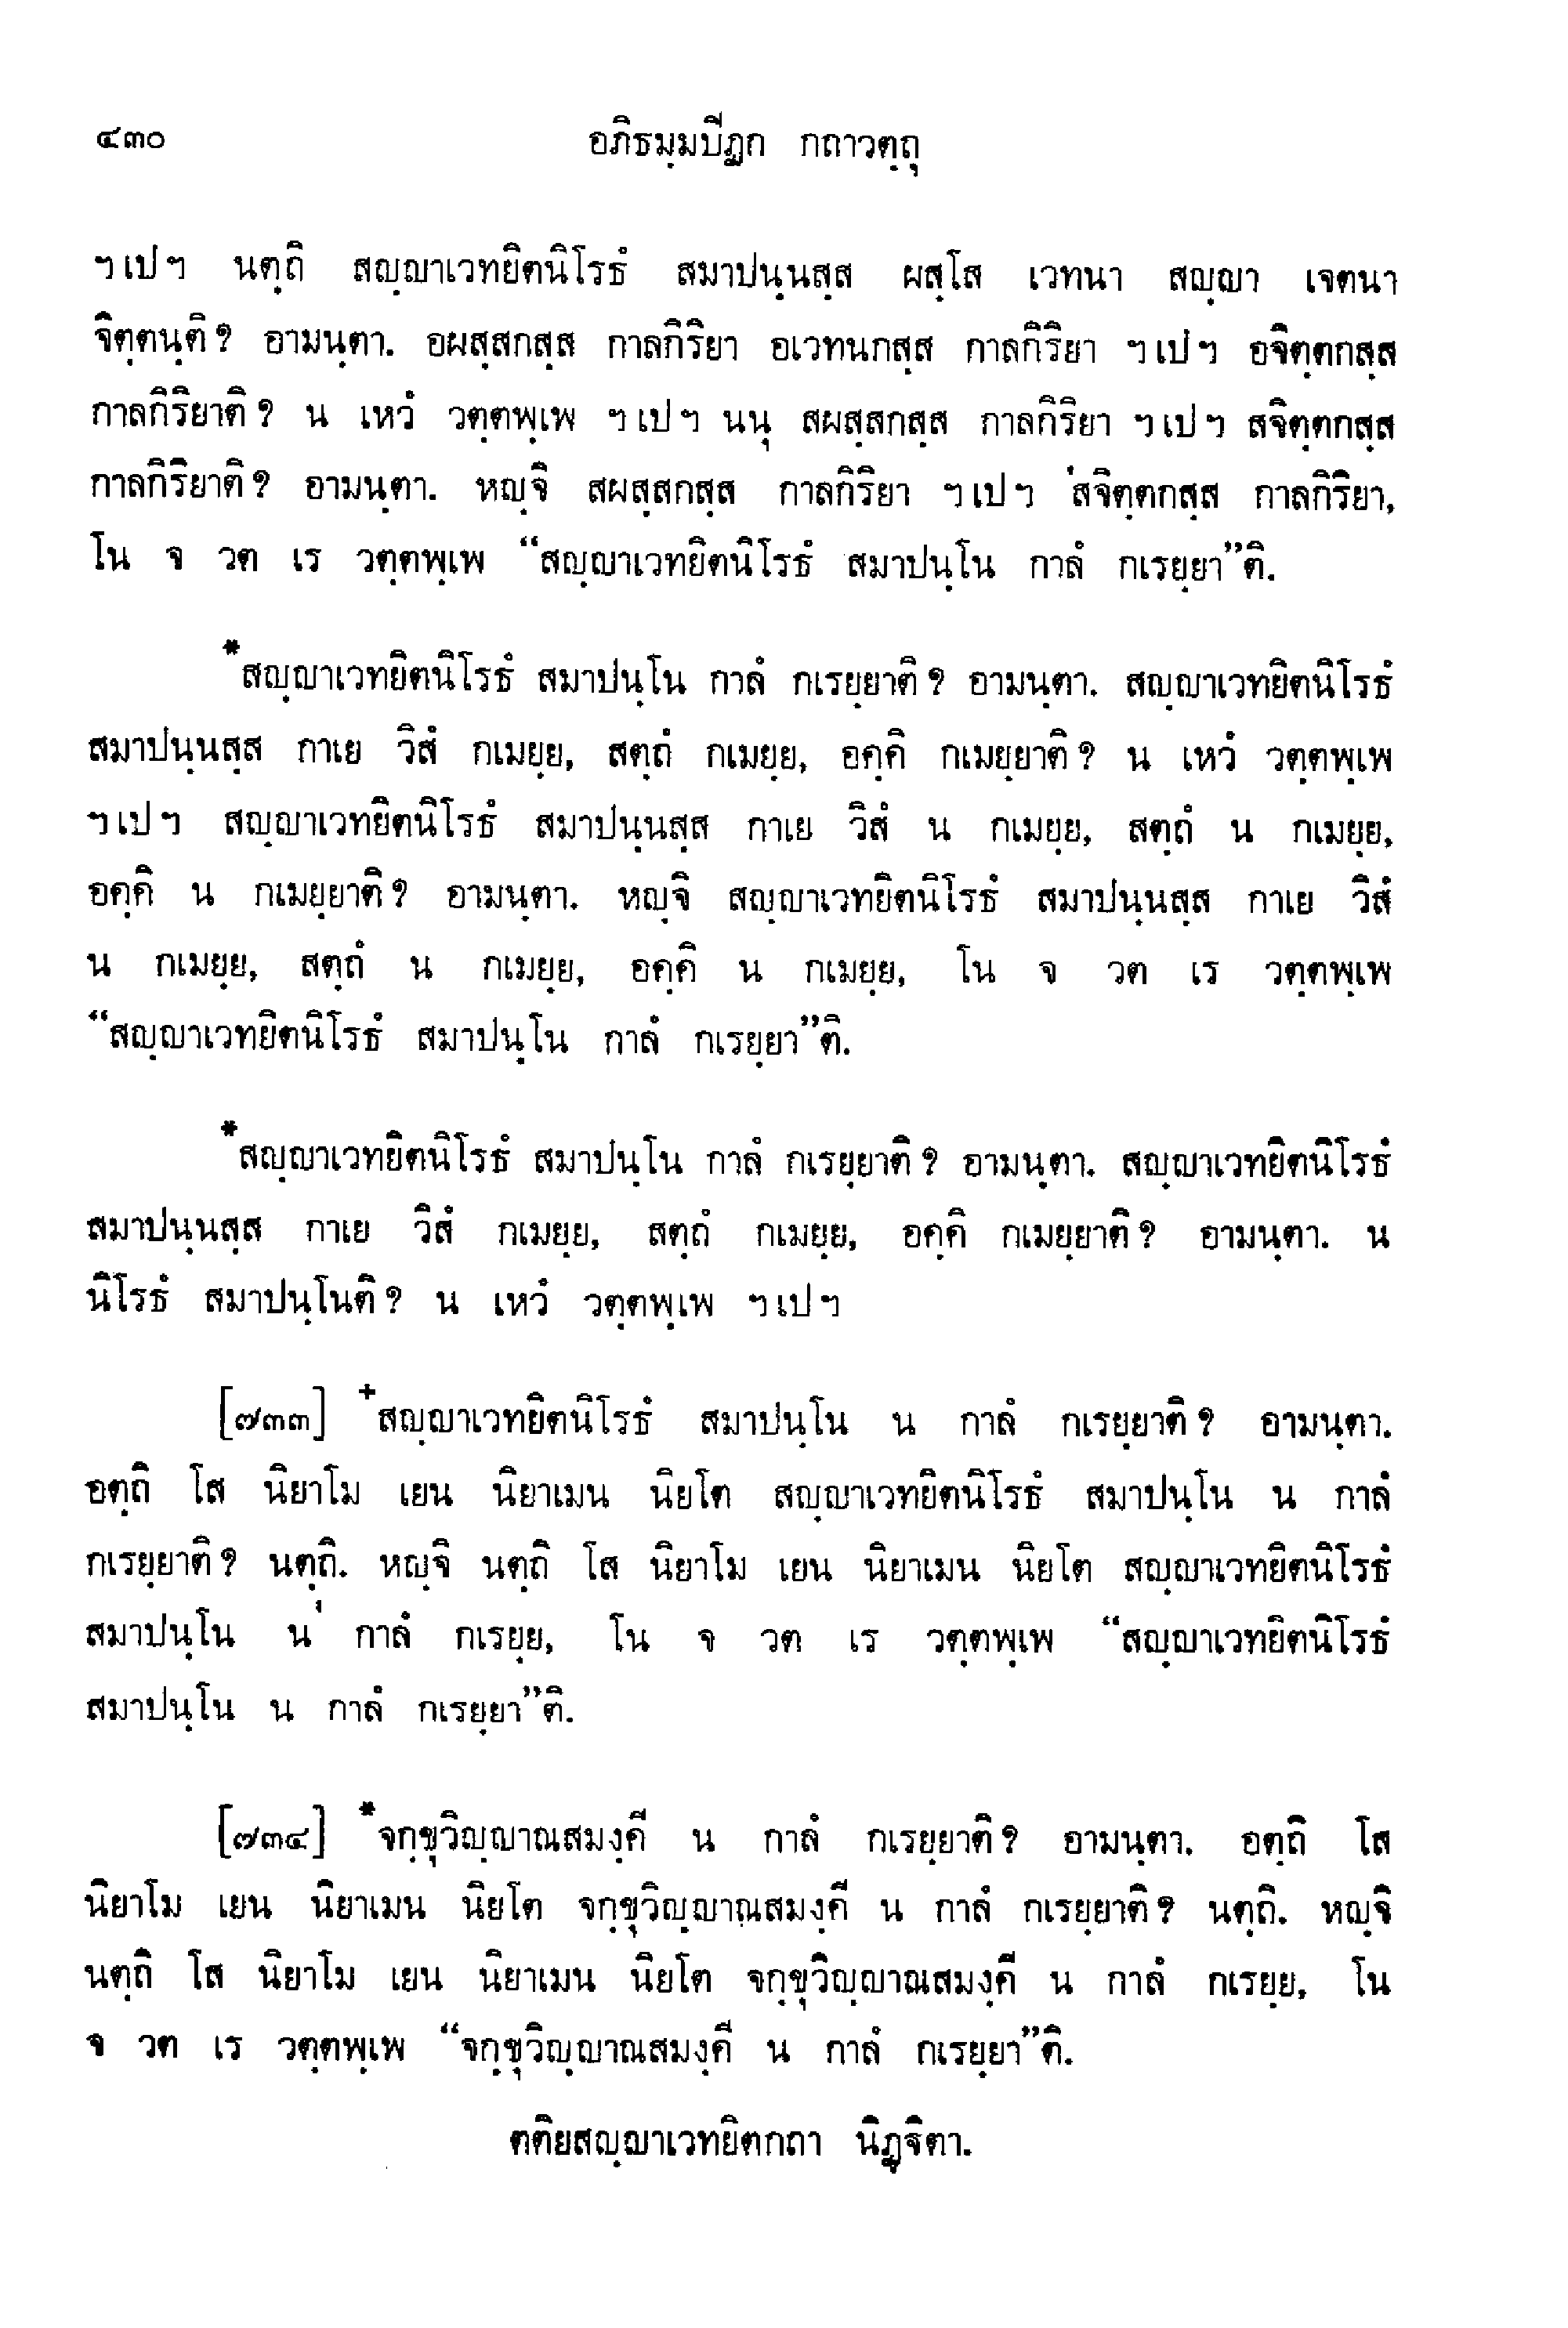 ๔๓๐ อภิธมฺมปีฏก กถาวตฺถุ
ฯ เป ฯ นตฺถิ สญฺญาเวทยิตนิโรธํ สมาปนฺนสฺส ผสฺโส เวทนา สญฺญา เจตนา
จิตฺตนฺติ? อามนฺตา. อผสฺสกสฺส กาลกิริยา อเวทนกสฺส กาลกิริยา ฯ เป ฯ อจิตฺตกสฺส
กาลกิริยาติ? น เหวํ วตฺตพฺเพ ฯ เป ฯ นนุ สผสฺสกสฺส กาลกิริยา ฯ เป ฯ สจิตฺตกสฺส
กาลกิริยาติ? อามนฺตา. หญฺจิ สผสฺสกสฺส กาลกิริยา ฯ เป ฯ สจิตฺตกสฺส กาลกิริยา,
โน จ วต เร วตฺตพฺเพ “สญฺญาเวทยิตนิโรธํ สมาปนฺโน กาลํ กเรยฺยา”ติ.
*สญฺญาเวทยิตนิโรธํ สมาปนฺโน กาลํ กเรยฺยาติ? อามนฺตา. สญฺญาเวทยิตนิโรธํ
สมาปนฺนสฺส กาเย วิสํ กเมยฺย, สตฺถํ กเมยฺย, อคฺคิ กเมยฺยาติ? น เหวํ วตฺตพฺเพ
ฯ เป ฯ สญฺญาเวทยิตนิโรธํ สมาปนฺนสฺส กาเย วิสํ น กเมยฺย, สตฺถํ น กเมยฺย,
อคฺคิ น กเมยฺยาติ? อามนฺตา. หญฺจิ สญฺญาเวทยิตนิโรธํ สมาปนฺนสฺส กาเย วิสํ
น กเมยฺย, สตฺถํ น กเมยฺย, อคฺคิ น กเมยฺย, โน จ วต เร วตฺตพฺเพ
“สญฺญาเวทยิตนิโรธํ สมาปนฺโน กาลํ กเรยฺยา”ติ.
*สญฺญาเวทยิตนิโรธํ สมาปนฺโน กาลํ กเรยฺยาติ? อามนฺตา. สญฺญาเวทยิตนิโรธํ
สมาปนฺนสฺส กาเย วิสํ กเมยฺย, สตฺถํ กเมยฺย, อคฺคิ กเมยฺยาติ? อามนฺตา. น
นิโรธํ สมาปนฺโนติ? น เหวํ วตฺตพฺเพ ฯ เป ฯ
[๗๓๓] +สญฺญาเวทยิตนิโรธํ สมาปนฺโน น กาลํ กเรยฺยาติ? อามนฺตา.
อตฺถิ โส นิยาโม เยน นิยาเมน นิยโต สญฺญาเวทยิตนิโรธํ สมาปนฺโน น กาลํ
กเรยฺยาติ? นตฺถิ. หญฺจิ นตฺถิ โส นิยาโม เยน นิยาเมน นิยโต สญฺญาเวทยิตนิโรธํ
สมาปนฺโน น กาลํ กเรยฺย, โน จ วต เร วตฺตพฺเพ “สญฺญาเวทยิตนิโรธํ
สมาปนฺโน น กาลํ กเรยฺยา”ติ.
[๗๓๔] *จกฺขุวิญฺญาณสมงฺคี น กาลํ กเรยฺยาติ? อามนฺตา. อตฺถิ โส
นิยาโม เยน นิยาเมน นิยโต จกฺขุวิญฺญาณสมงฺคี น กาลํ กเรยฺยาติ? นตฺถิ. หญฺจิ
นตฺถิ โส นิยาโม เยน นิยาเมน นิยโต จกฺขุวิญฺญาณสมงฺคี น กาลํ กเรยฺย, โน
จ วต เร วตฺตพฺเพ “จกฺขุวิญฺญาณสมงฺคี น กาลํ กเรยฺยา”ติ.
ตติยสญฺญาเวทยิตกถา นิฏฺฐิตา.